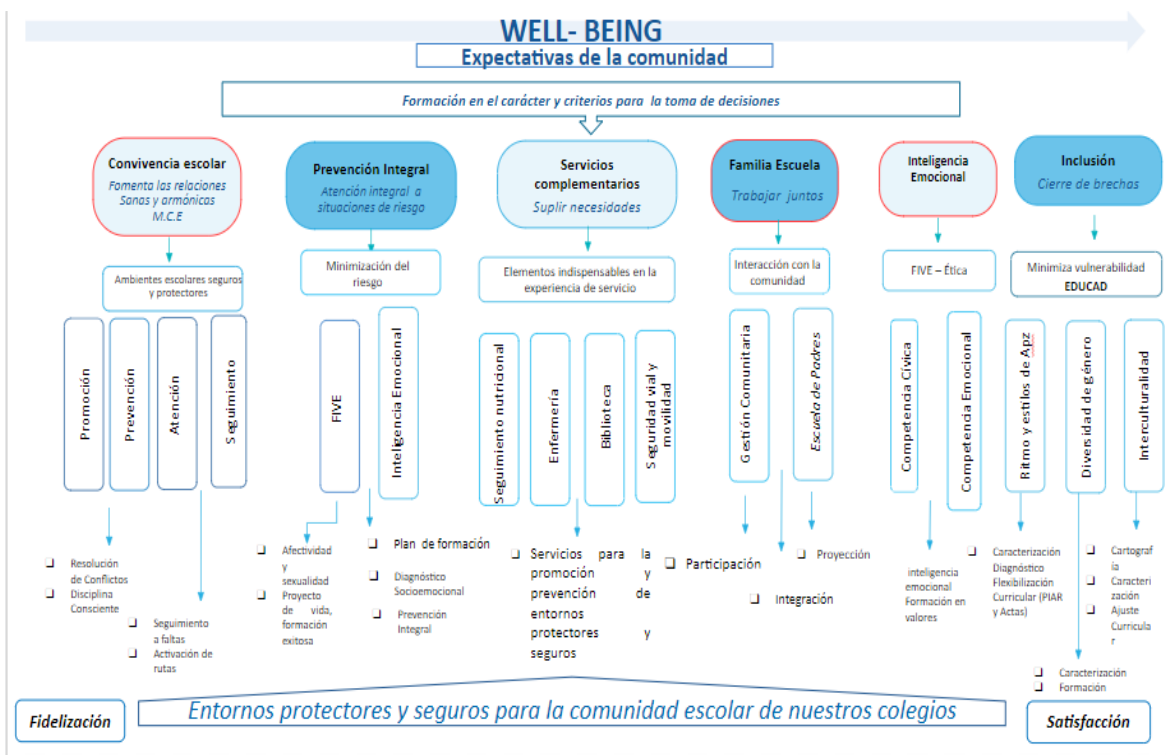 WELL- BEING
Expectativas de la comunidad
Formación en el carácter y criterios para la toma de decisiones
Convivencia escolar
Fomenta las relaciones
Sanas y armónicas
M.C.E
Prevención Integral
Atención integral a
situaciones de riesgo
Servicios
complementarios
Suplir necesidades
Familia Escuela
Trabajar juntos
Inteligencia
Emocional
Inclusión
Cierre de brechas
Ambientes escolares seguros
y protectores
Minimización del
riesgo
Elementos indispensables en la
experiencia de servicio
Interacción con la
comunidad
FIVE – Ética
Minimiza vulnerabilidad
EDUCAD
Promoción
Prevención
Atención
Seguimiento
FIVE
Inteligencia Emocional
Seguimiento nutricional
Enfermería
Biblioteca
Seguridad vial y
movilidad
Gestión Comunitaria
Escuela de Padres
Competencia Cívica
Competencia Emocional
Ritmo y estilos de Apz
Diversidad de género
Interculturalidad
❑ Resolución
de Conflictos
❑ Disciplina
Consciente
❑ Seguimiento
a faltas
❑ Activación de
rutas
❑ Afectividad
y
sexualidad
❑ Proyecto
de vida,
formación
exitosa
❑ Plan de formación
❑ Diagnóstico
Socioemocional
❑ Prevención
Integral
❑ Servicios para la
promoción y
prevención de
entornos
protectores y
seguros
❑ Participación
❑ Integración
❑ Proyección
inteligencia
emocional
Formación en
valores
❑ Caracterización
Diagnóstico
Flexibilización
Curricular (PIAR
y Actas)
❑ Cartograf
ía
❑ Caracteri
zación
❑ Ajuste
Curricula
r
❑ Caracterización
❑ Formación
Fidelización
Entornos protectores y seguros para la comunidad escolar de nuestros colegios
Satisfacción